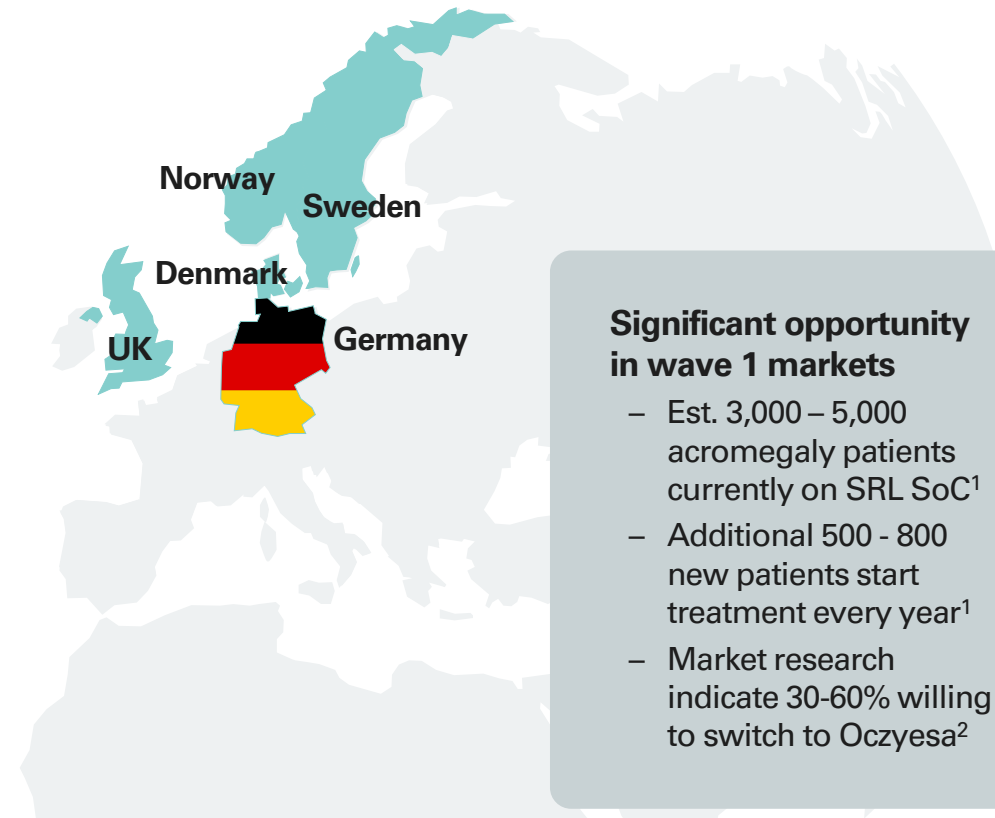 Norway
Sweden
Denmark
UK
Germany
Significant opportunity
in wave 1 markets
– Est. 3,000 – 5,000
acromegaly patients
currently on SRL SoC¹
– Additional 500 - 800
new patients start
treatment every year¹
– Market research
indicate 30-60% willing
to switch to Oczyesa²